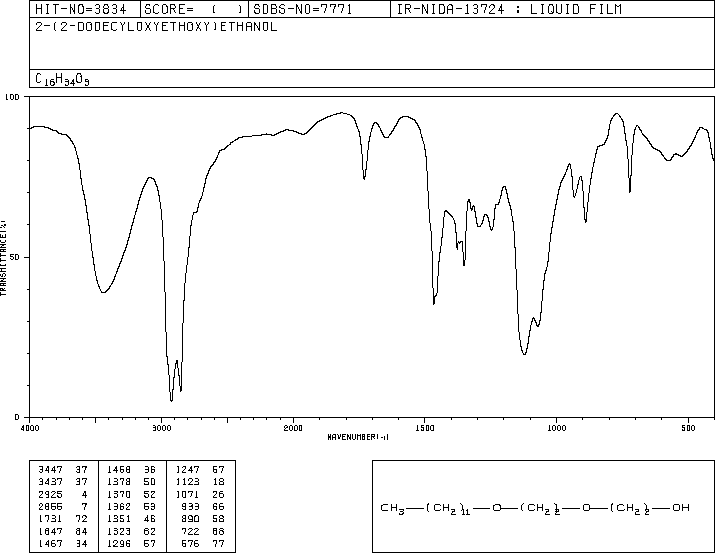 HIT-NO=3834 SCORE= ( ) SDBS-NO=7771 IR-NIDA-13724 : LIQUID FILM
2-(2-DODECYLOXYETHOXY)ETHANOL
C16H34O3
100
50
0
TRANSMITTANCE(%)
4000 3000 2000 1500 1000 500
WAVENUMBER(-1)
3447 37 1468 36 1247 57
3437 37 1378 50 1123 18
2925 4 1370 52 1071 26
2855 7 1362 53 933 66
1731 72 1351 46 890 58
1647 84 1323 62 722 68
1467 34 1296 57 576 77
CH3—(CH2)11—O—(CH2)2—O—(CH2)2—OH